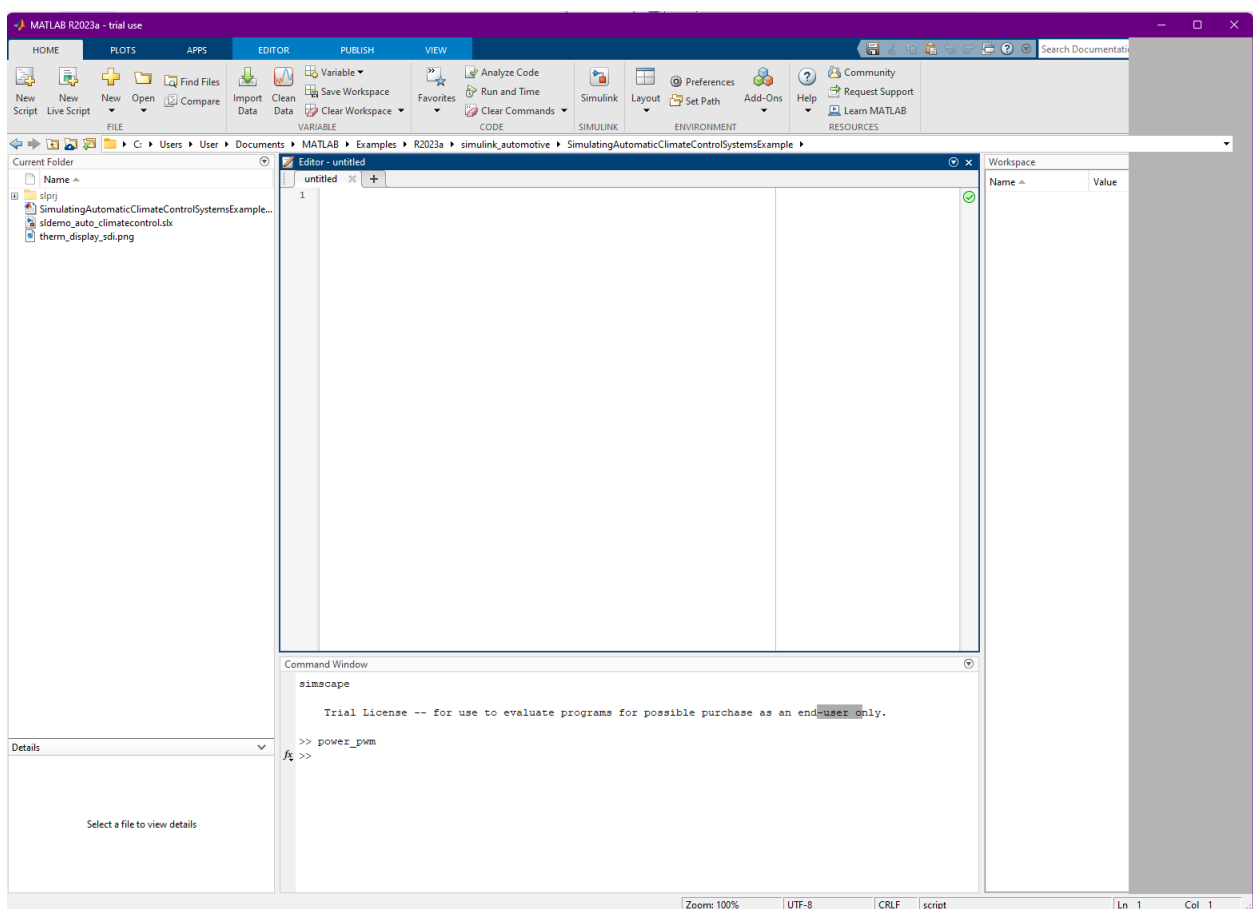 MATLAB R2023a - trial use
HOME PLOTS APPS EDITOR PUBLISH VIEW
Search Documentati
New Script
New Live Script
New
Open
Find Files
Compare
FILE
Import Data
Clean Data
Variable
Save Workspace
Clear Workspace
VARIABLE
Favorites
Analyze Code
Run and Time
Clear Commands
CODE
Simulink
SIMULINK
Layout
Preferences
Set Path
Add-Ons
ENVIRONMENT
Help
Community
Request Support
Learn MATLAB
RESOURCES
C: Users User Documents MATLAB Examples R2023a simulink_automotive SimulatingAutomaticClimateControlSystemsExample
Current Folder
Name
slprj
SimulatingAutomaticClimateControlSystemsExample...
sldemo_auto_climatecontrol.slx
therm_display_sdi.png
Details
Select a file to view details
Editor - untitled
untitled
1
Command Window
simscape
Trial License -- for use to evaluate programs for possible purchase as an end-user only.
>> power_pwm
fx >>
Workspace
Name Value
Zoom: 100% UTF-8 CRLF script Ln 1 Col 1